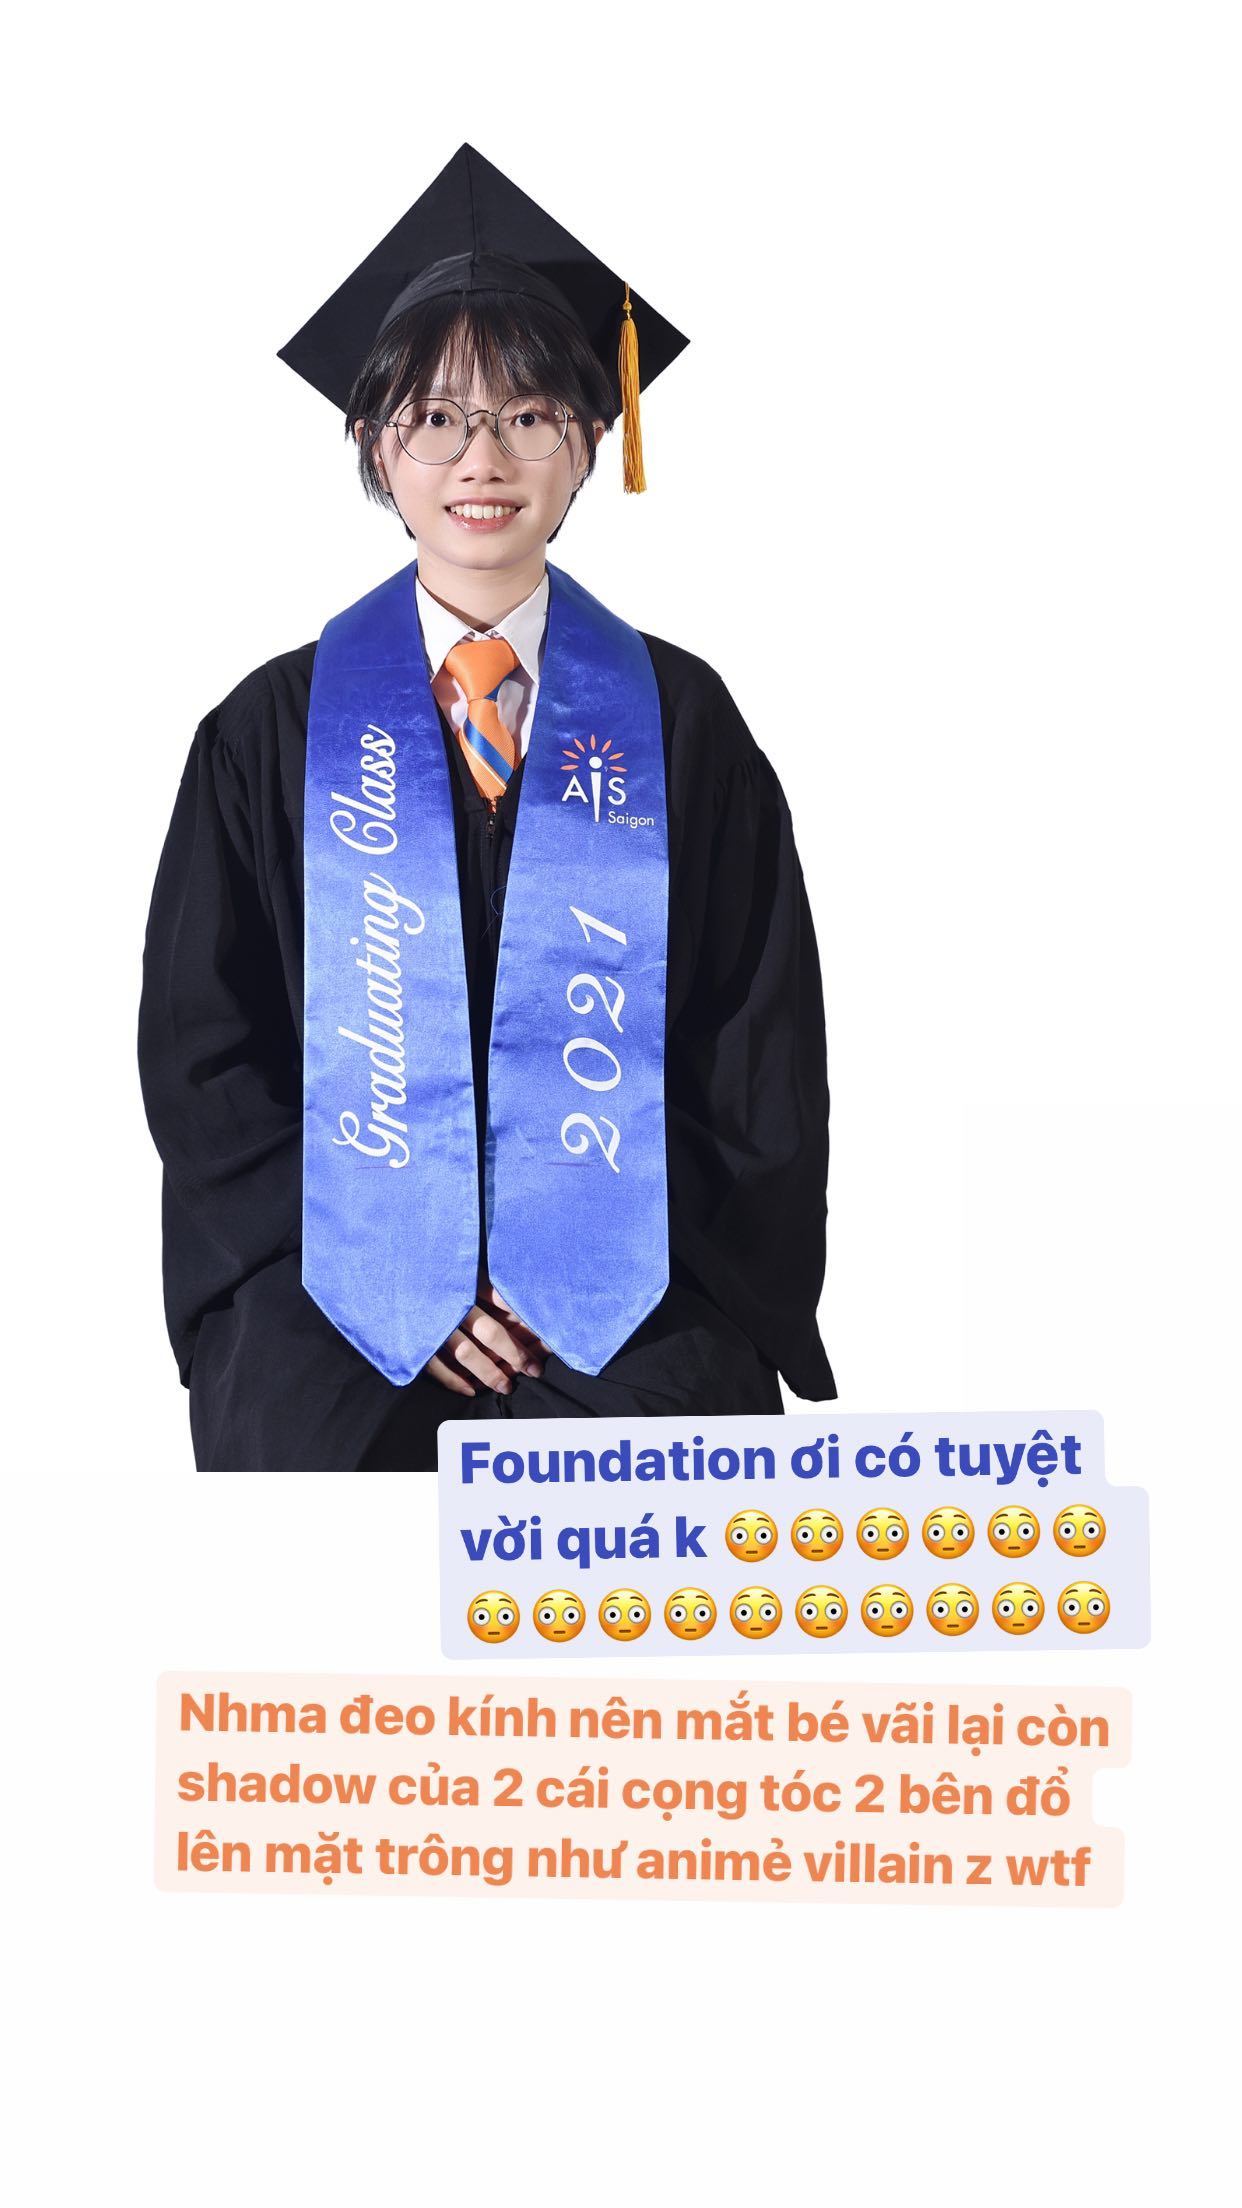 Graduating Class
AiS
Saigon
2021
Foundation ơi có tuyệt
vời quá k 😳😳😳😳😳😳
😳😳😳😳😳😳😳😳😳😳
Nhma đeo kính nên mắt bé vãi lại còn
shadow của 2 cái cọng tóc 2 bên đổ
lên mặt trông như animẻ villain z wtf